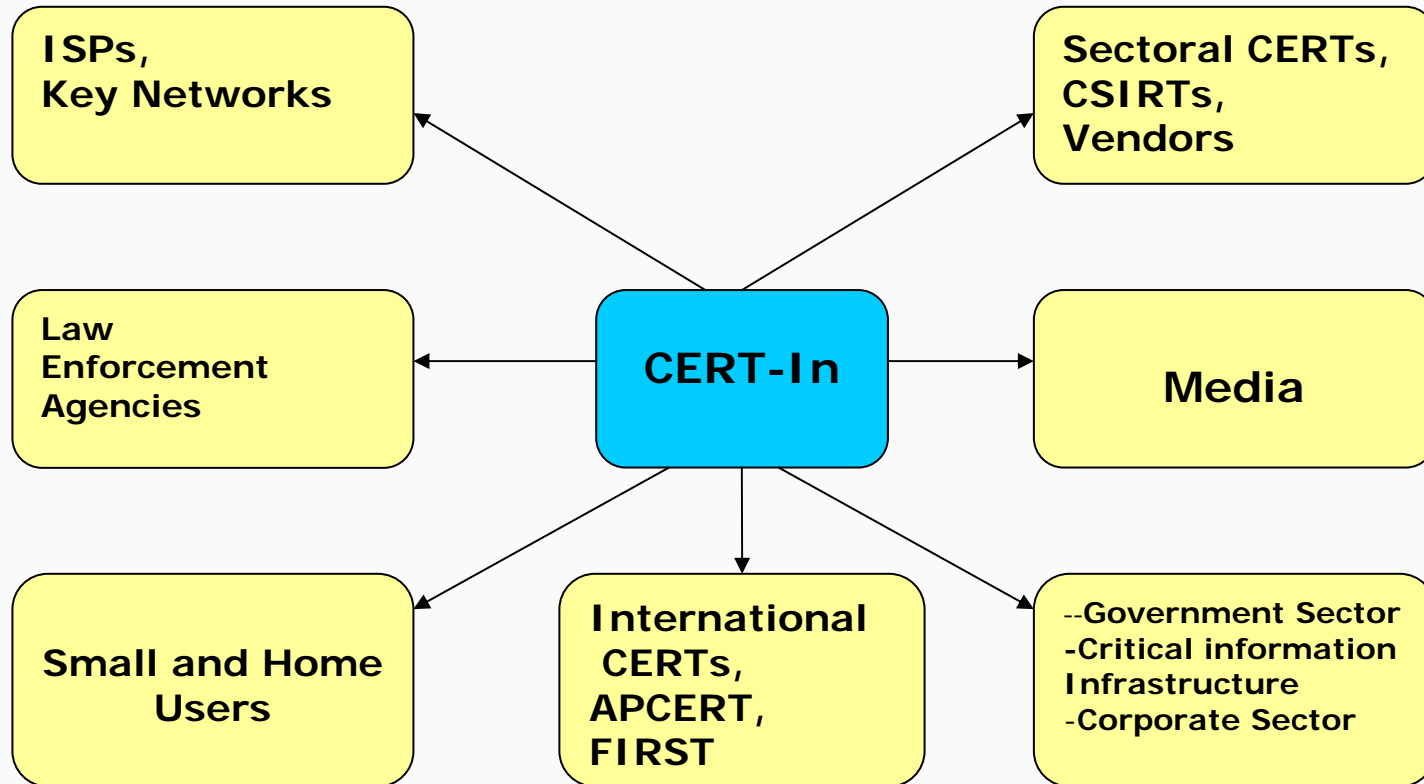 ISPs,
Key Networks
Sectoral CERTs,
CSIRTs,
Vendors
Law
Enforcement
Agencies
CERT-In
Media
Small and Home
Users
International
CERTs,
APCERT,
FIRST
--Government Sector
-Critical information
Infrastructure
-Corporate Sector